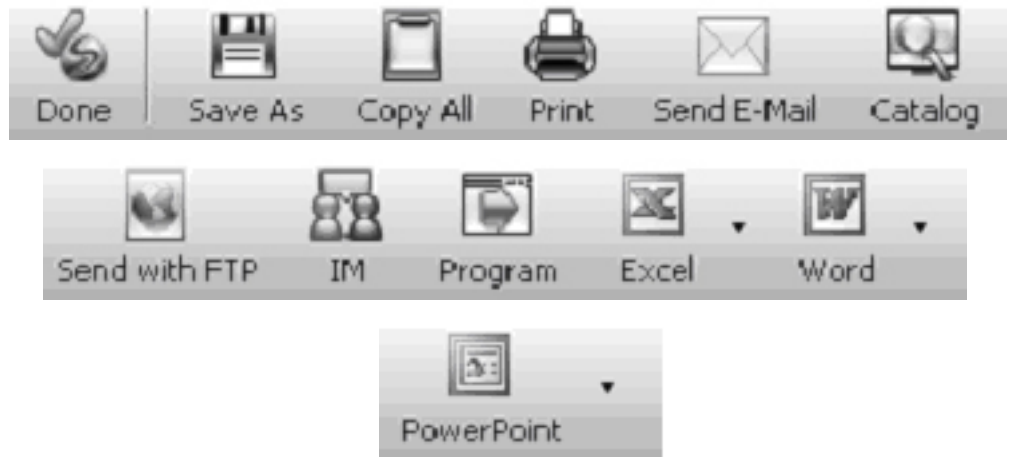 Done Save As Copy All Print Send E-Mail Catalog
Send with FTP IM Program Excel Word
PowerPoint